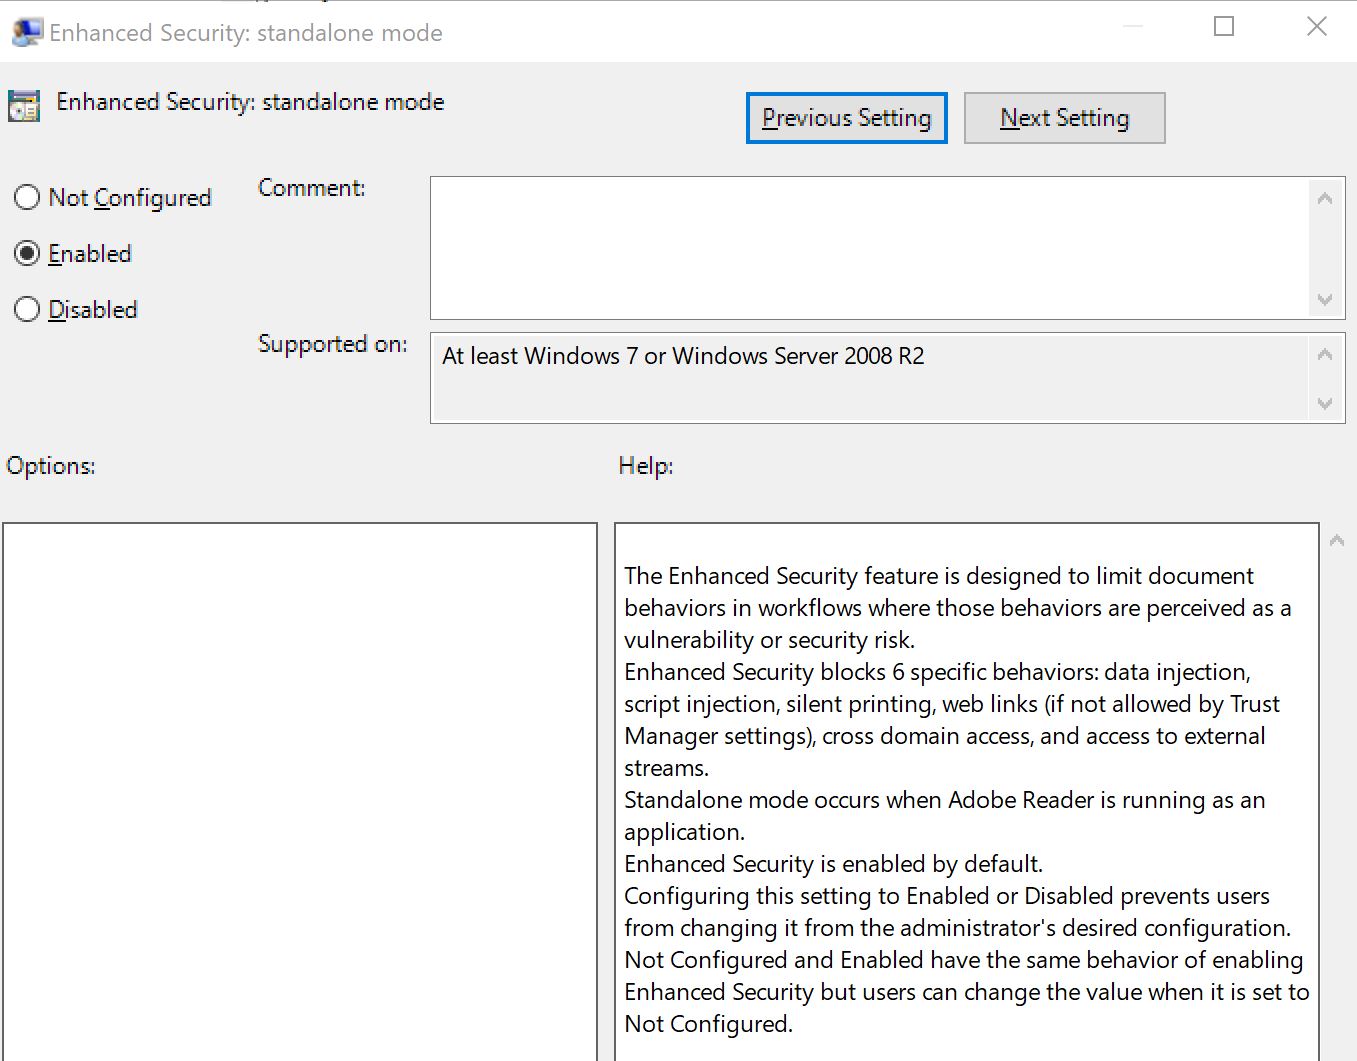 Enhanced Security: standalone mode
Enhanced Security: standalone mode
Previous Setting
Next Setting
Not Configured
Comment:
Enabled
Disabled
Supported on:
At least Windows 7 or Windows Server 2008 R2
Options:
Help:
The Enhanced Security feature is designed to limit document
behaviors in workflows where those behaviors are perceived as a
vulnerability or security risk.
Enhanced Security blocks 6 specific behaviors: data injection,
script injection, silent printing, web links (if not allowed by Trust
Manager settings), cross domain access, and access to external
streams.
Standalone mode occurs when Adobe Reader is running as an
application.
Enhanced Security is enabled by default.
Configuring this setting to Enabled or Disabled prevents users
from changing it from the administrator's desired configuration.
Not Configured and Enabled have the same behavior of enabling
Enhanced Security but users can change the value when it is set to
Not Configured.